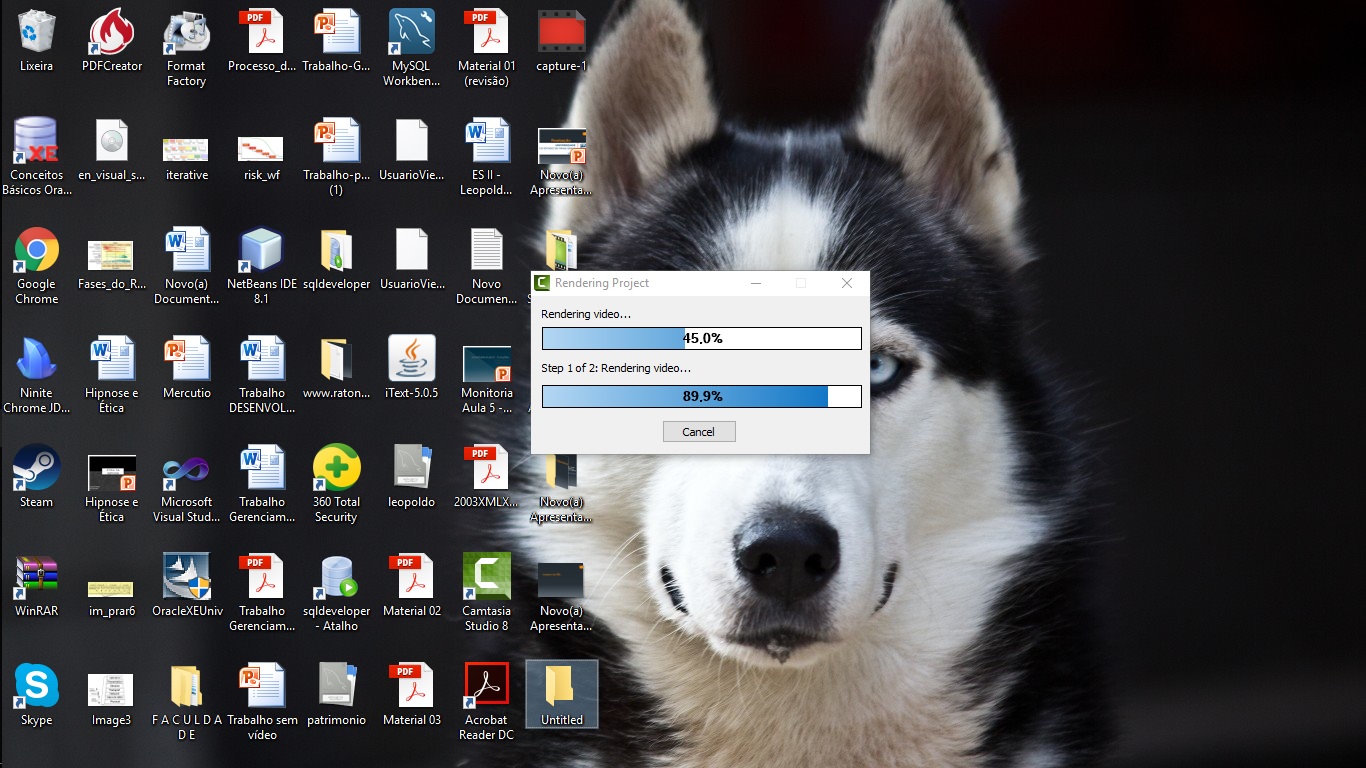 Lixeira
PDFCreator
Format
Factory
Processo_d...
Trabalho-G...
MySQL
Workben...
Material 01
(revisão)
capture-1
Conceitos
Básicos Ora...
en_visual_s...
iterative
risk_wf
Trabalho-p...
(1)
UsuarioVie...
ES II -
Leopold...
Novo(a)
Apresenta...
Google
Chrome
Fases_do_R...
Novo(a)
Document...
NetBeans IDE
8.1
sqldeveloper
UsuarioVie...
Novo
Documen...
Rendering Project
Rendering video...
45,0%
Step 1 of 2: Rendering video...
89,9%
Cancel
Ninite
Chrome JD...
Hipnose e
Ética
Mercutio
Trabalho
DESENVOL...
www.raton...
iText-5.0.5
Monitoria
Aula 5 -...
Steam
Hipnose e
Ética
Microsoft
Visual Stud...
Trabalho
Gerenciam...
360 Total
Security
leopoldo
2003XMLX...
Novo(a)
Apresenta...
WinRAR
im_prar6
OracleXEUniv
Trabalho
Gerenciam...
sqldeveloper
- Atalho
Material 02
Camtasia
Studio 8
Novo(a)
Apresenta...
Skype
Image3
F A C U L D A
D E
Trabalho sem
vídeo
patrimonio
Material 03
Acrobat
Reader DC
Untitled